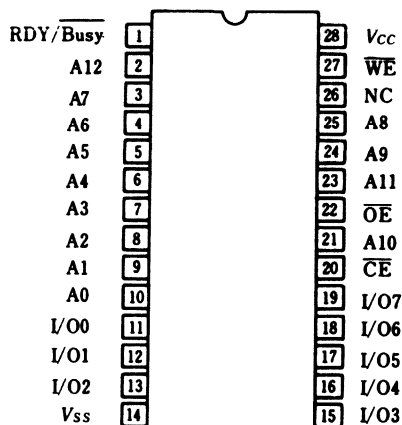 RDY/Busy 1 28 Vcc
A12 2 27 WE
A7 3 26 NC
A6 4 25 A8
A5 5 24 A9
A4 6 23 A11
A3 7 22 OE
A2 8 21 A10
A1 9 20 CE
A0 10 19 I/O7
I/O0 11 18 I/O6
I/O1 12 17 I/O5
I/O2 13 16 I/O4
Vss 14 15 I/O3